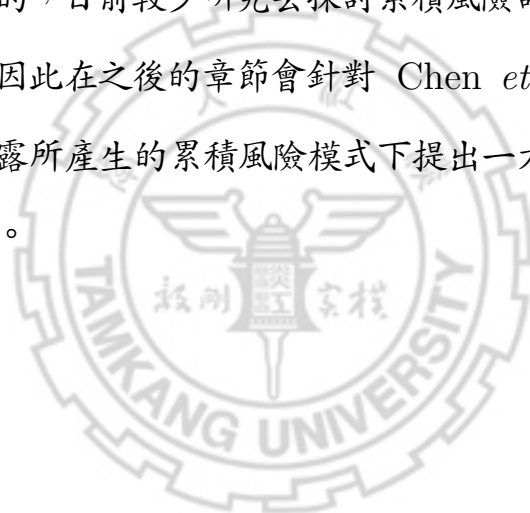 的，目前較少研究去探討累積風險
因此在之後的章節會針對 Chen et
露所產生的累積風險模式下提出一
。
淡江
TAMKANG UNIVERSITY